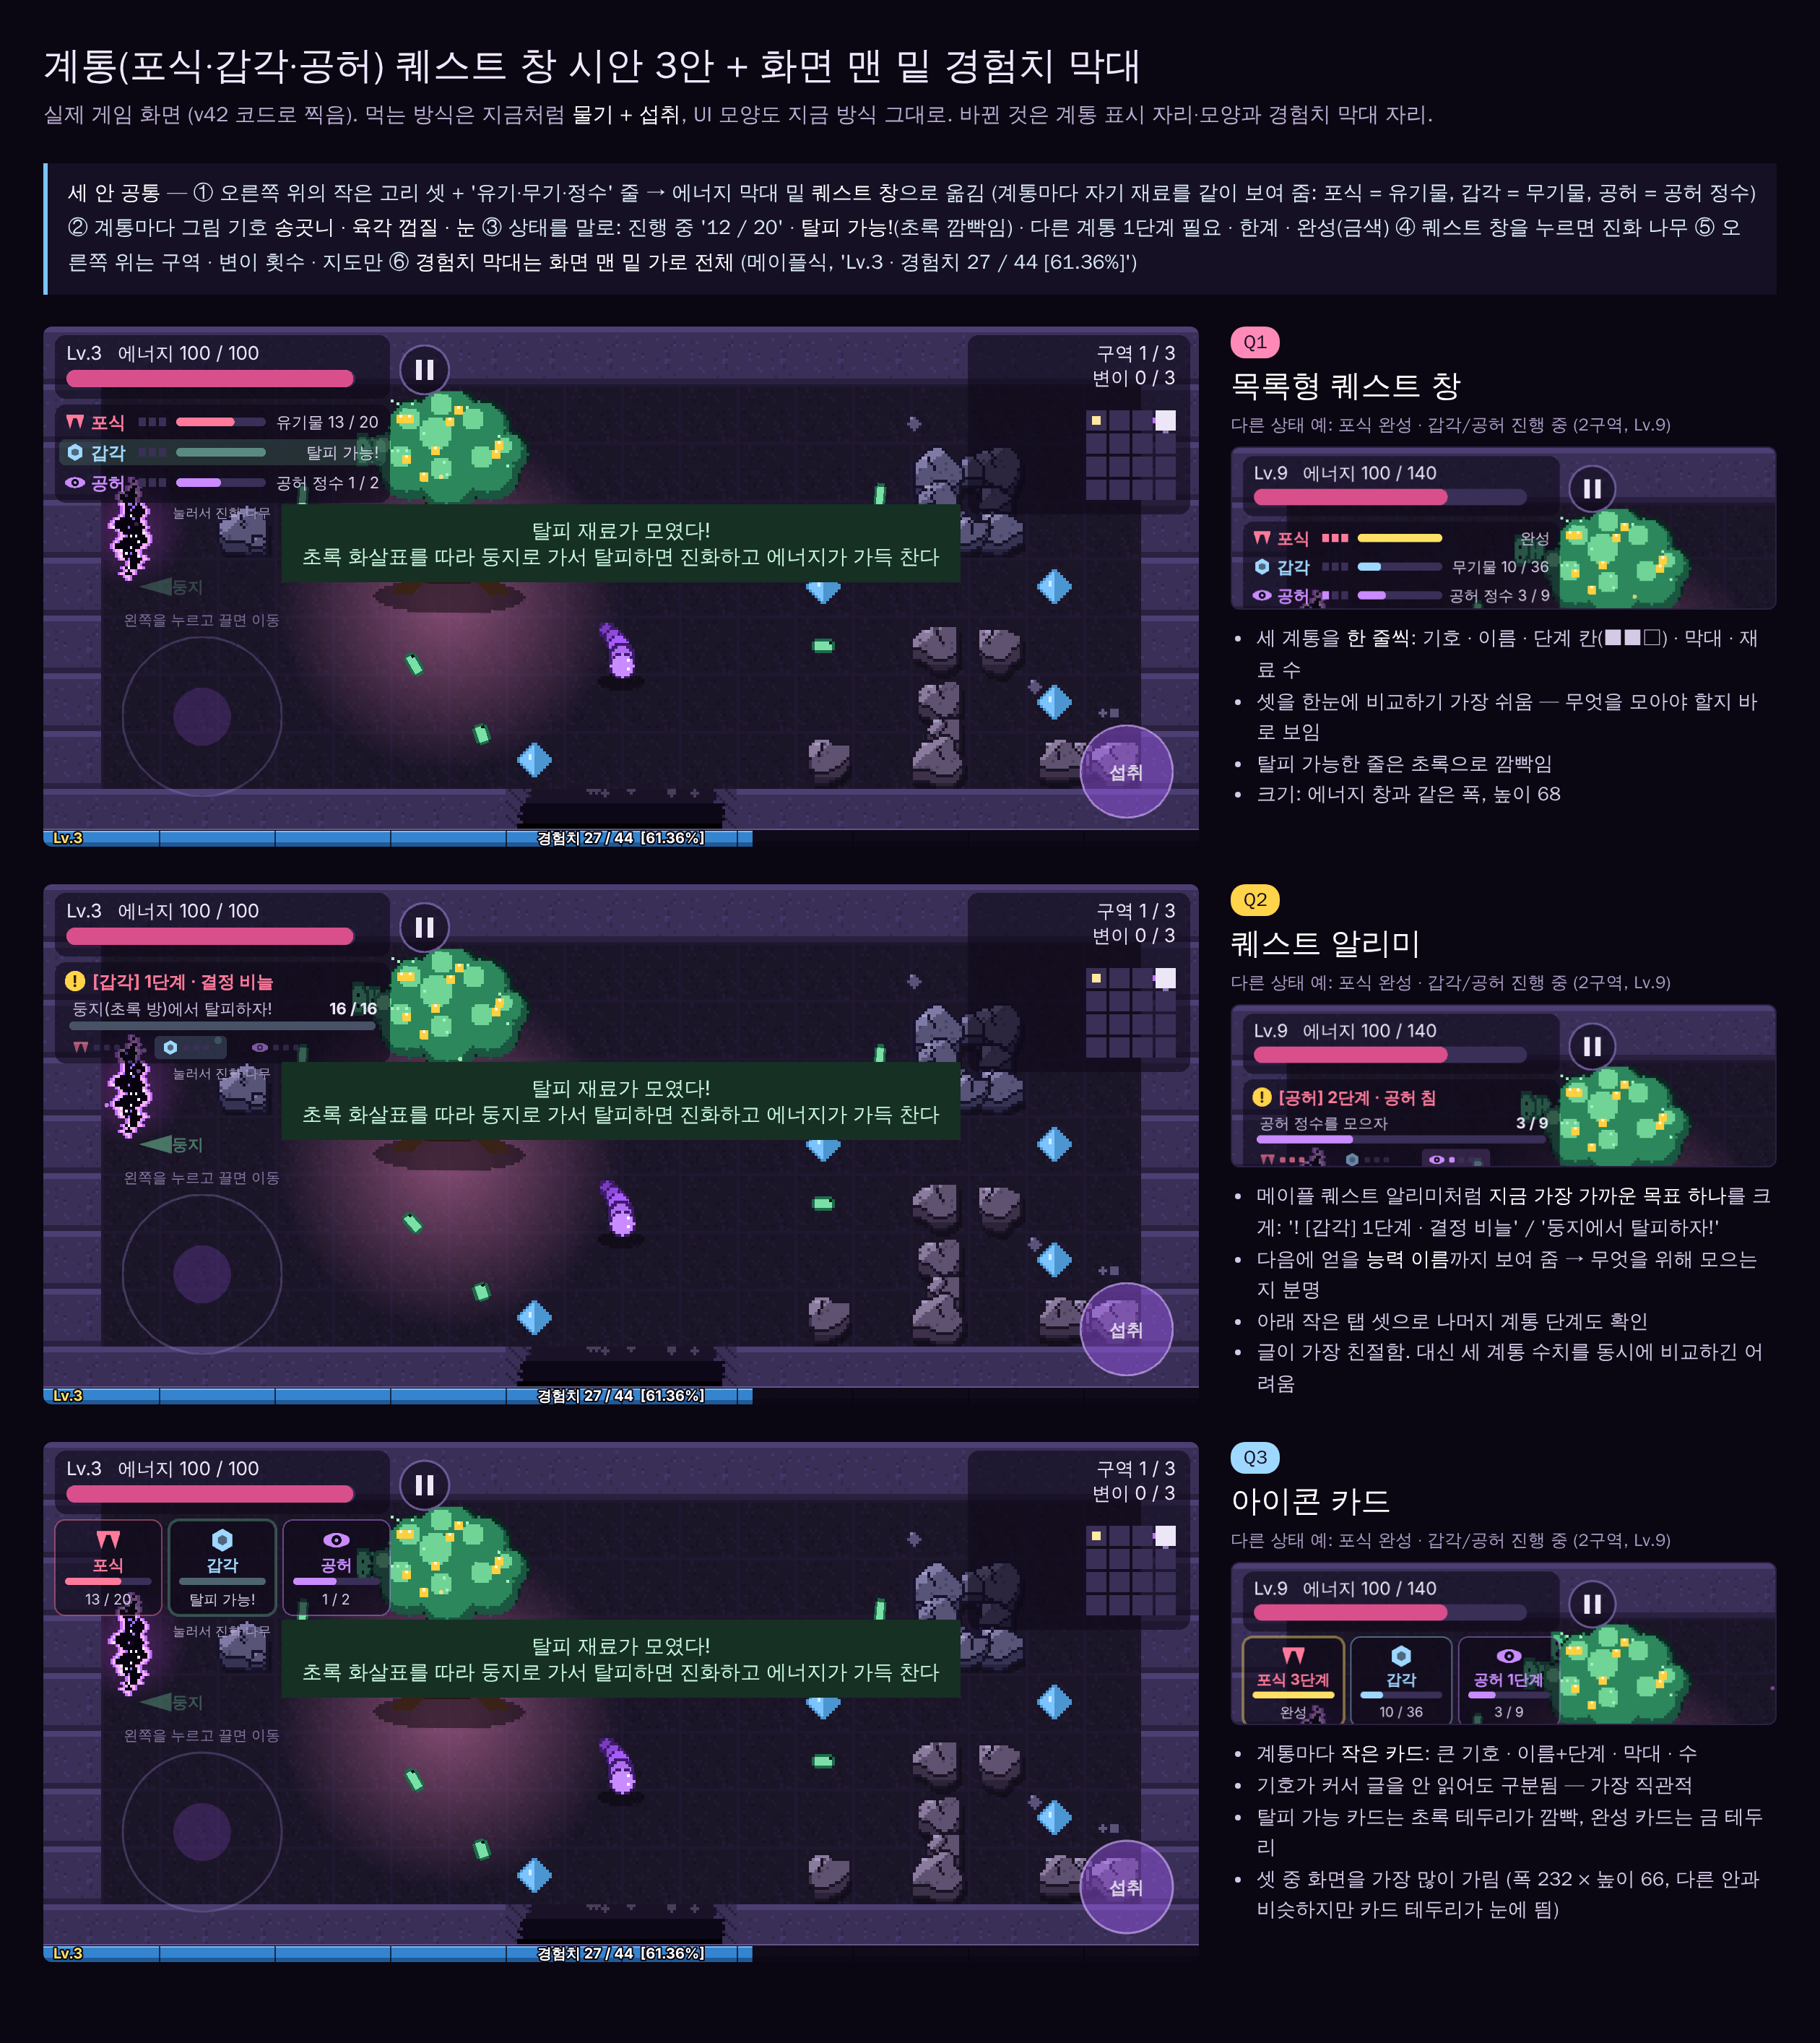 계통(포식·갑각·공허) 퀘스트 창 시안 3안 + 화면 맨 밑 경험치 막대
실제 게임 화면 (v42 코드로 찍음). 먹는 방식은 지금처럼 물기 + 섭취, UI 모양도 지금 방식 그대로. 바뀐 것은 계통 표시 자리·모양과 경험치 막대 자리.
세 안 공통 — ① 오른쪽 위의 작은 고리 셋 + '유기·무기·정수' 줄 → 에너지 막대 밑 퀘스트 창으로 옮김 (계통마다 자기 재료를 같이 보여 줌: 포식 = 유기물, 갑각 = 무기물, 공허 = 공허 정수)
② 계통마다 그림 기호 송곳니 · 육각 껍질 · 눈 ③ 상태를 말로: 진행 중 '12 / 20' · 탈피 가능!(초록 깜빡임) · 다른 계통 1단계 필요 · 한계 · 완성(금색) ④ 퀘스트 창을 누르면 진화 나무 ⑤ 오
른쪽 위는 구역 · 변이 횟수 · 지도만 ⑥ 경험치 막대는 화면 맨 밑 가로 전체 (메이플식, 'Lv.3 · 경험치 27 / 44 [61.36%]')
Lv.3 에너지 100 / 100
구역 1 / 3
변이 0 / 3
포식 유기물 13 / 20
갑각 탈피 가능!
공허 공허 정수 1 / 2
눌러서 진화 나무
탈피 재료가 모였다!
초록 화살표를 따라 둥지로 가서 탈피하면 진화하고 에너지가 가득 찬다
둥지
왼쪽을 누르고 끌면 이동
섭취
Lv.3 경험치 27 / 44 [61.36%]
Q1
목록형 퀘스트 창
다른 상태 예: 포식 완성 · 갑각/공허 진행 중 (2구역, Lv.9)
Lv.9 에너지 100 / 140
포식 완성
갑각 무기물 10 / 36
공허 공허 정수 3 / 9
• 세 계통을 한 줄씩: 기호 · 이름 · 단계 칸(■■□) · 막대 · 재
료 수
• 셋을 한눈에 비교하기 가장 쉬움 — 무엇을 모아야 할지 바
로 보임
• 탈피 가능한 줄은 초록으로 깜빡임
• 크기: 에너지 창과 같은 폭, 높이 68
Lv.3 에너지 100 / 100
구역 1 / 3
변이 0 / 3
! [갑각] 1단계 · 결정 비늘
둥지(초록 방)에서 탈피하자! 16 / 16
눌러서 진화 나무
탈피 재료가 모였다!
초록 화살표를 따라 둥지로 가서 탈피하면 진화하고 에너지가 가득 찬다
둥지
왼쪽을 누르고 끌면 이동
섭취
Lv.3 경험치 27 / 44 [61.36%]
Q2
퀘스트 알리미
다른 상태 예: 포식 완성 · 갑각/공허 진행 중 (2구역, Lv.9)
Lv.9 에너지 100 / 140
! [공허] 2단계 · 공허 침
공허 정수를 모으자 3 / 9
• 메이플 퀘스트 알리미처럼 지금 가장 가까운 목표 하나를 크
게: '! [갑각] 1단계 · 결정 비늘' / '둥지에서 탈피하자!'
• 다음에 얻을 능력 이름까지 보여 줌 → 무엇을 위해 모으는
지 분명
• 아래 작은 탭 셋으로 나머지 계통 단계도 확인
• 글이 가장 친절함. 대신 세 계통 수치를 동시에 비교하긴 어
려움
Lv.3 에너지 100 / 100
구역 1 / 3
변이 0 / 3
포식 갑각 공허
13 / 20 탈피 가능! 1 / 2
눌러서 진화 나무
탈피 재료가 모였다!
초록 화살표를 따라 둥지로 가서 탈피하면 진화하고 에너지가 가득 찬다
둥지
왼쪽을 누르고 끌면 이동
섭취
Lv.3 경험치 27 / 44 [61.36%]
Q3
아이콘 카드
다른 상태 예: 포식 완성 · 갑각/공허 진행 중 (2구역, Lv.9)
Lv.9 에너지 100 / 140
포식 3단계 갑각 공허 1단계
완성 10 / 36 3 / 9
• 계통마다 작은 카드: 큰 기호 · 이름+단계 · 막대 · 수
• 기호가 커서 글을 안 읽어도 구분됨 — 가장 직관적
• 탈피 가능 카드는 초록 테두리가 깜빡, 완성 카드는 금 테두
리
• 셋 중 화면을 가장 많이 가림 (폭 232 × 높이 66, 다른 안과
비슷하지만 카드 테두리가 눈에 띔)